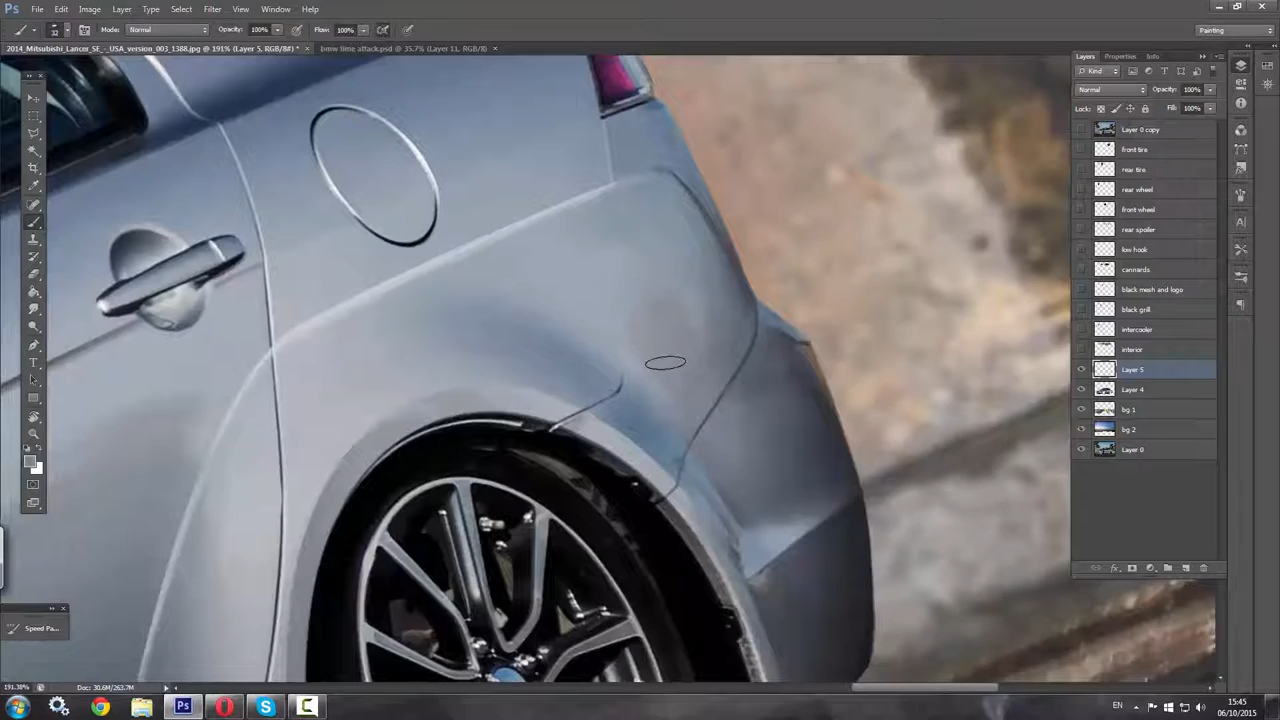 Ps File Edit Image Layer Type Select Filter View Window Help
32 Mode: Normal Opacity: 100% Flow: 100% Painting
2014_Mitsubishi_Lancer_SE_-_USA_version_003_1388.jpg @ 191% (Layer 5, RGB/8#) * × bmw time attack.psd @ 35.7% (Layer 11, RGB/8) ×
Layers Properties Info
Kind
Normal Opacity: 100%
Lock: Fill: 100%
Layer 0 copy
front tire
rear tire
rear wheel
front wheel
rear spoiler
low hook
cannards
black mesh and logo
black grill
intercooler
interior
Layer 5
Layer 4
bg 1
bg 2
Layer 0
fx
Speed Pa...
191.38% Doc: 30.6M/263.7M
Ps EN 15:45
06/10/2015